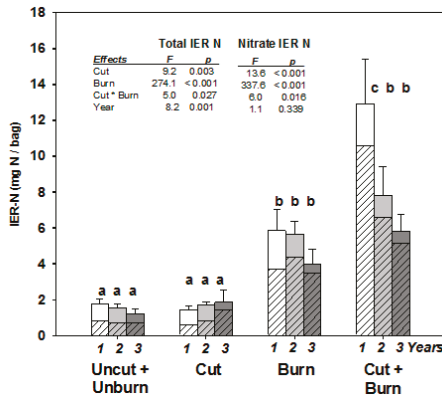 Total IER N Nitrate IER N
Effects F p F p
Cut 9.2 0.003 13.6 <0.001
Burn 274.1 <0.001 337.6 <0.001
Cut * Burn 5.0 0.027 6.0 0.016
Year 8.2 0.001 1.1 0.339
IER-N (mg N / bag)
18
16
14
12
10
8
6
4
2
0
c b b
b b b
a a a
a a a
1 2 3 1 2 3 1 2 3 1 2 3 Years
Uncut + Unburn
Cut
Burn
Cut + Burn